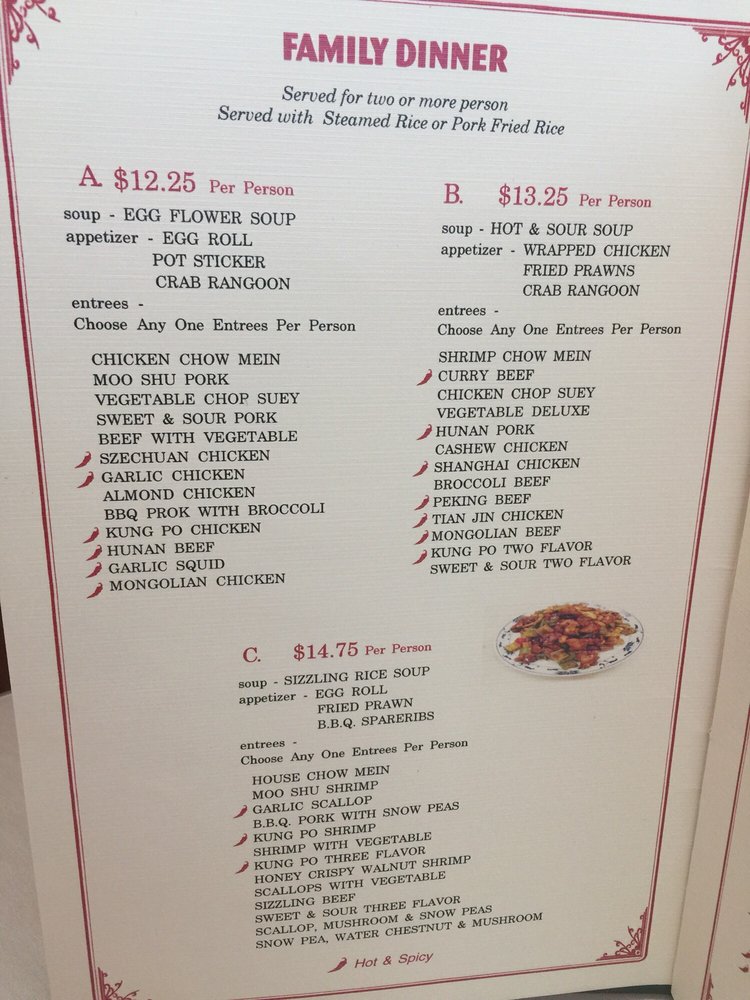 FAMILY DINNER
Served for two or more person
Served with Steamed Rice or Pork Fried Rice
A. $12.25 Per Person
soup - EGG FLOWER SOUP
appetizer - EGG ROLL
POT STICKER
CRAB RANGOON
entrees -
Choose Any One Entrees Per Person
CHICKEN CHOW MEIN
MOO SHU PORK
VEGETABLE CHOP SUEY
SWEET & SOUR PORK
BEEF WITH VEGETABLE
SZECHUAN CHICKEN
GARLIC CHICKEN
ALMOND CHICKEN
BBQ PROK WITH BROCCOLI
KUNG PO CHICKEN
HUNAN BEEF
GARLIC SQUID
MONGOLIAN CHICKEN
B. $13.25 Per Person
soup - HOT & SOUR SOUP
appetizer - WRAPPED CHICKEN
FRIED PRAWNS
CRAB RANGOON
entrees -
Choose Any One Entrees Per Person
SHRIMP CHOW MEIN
CURRY BEEF
CHICKEN CHOP SUEY
VEGETABLE DELUXE
HUNAN PORK
CASHEW CHICKEN
SHANGHAI CHICKEN
BROCCOLI BEEF
PEKING BEEF
TIAN JIN CHICKEN
MONGOLIAN BEEF
KUNG PO TWO FLAVOR
SWEET & SOUR TWO FLAVOR
C. $14.75 Per Person
soup - SIZZLING RICE SOUP
appetizer - EGG ROLL
FRIED PRAWN
B.B.Q. SPARERIBS
entrees -
Choose Any One Entrees Per Person
HOUSE CHOW MEIN
MOO SHU SHRIMP
GARLIC SCALLOP
B.B.Q. PORK WITH SNOW PEAS
KUNG PO SHRIMP
SHRIMP WITH VEGETABLE
KUNG PO THREE FLAVOR
HONEY CRISPY WALNUT SHRIMP
SCALLOPS WITH VEGETABLE
SIZZLING BEEF
SWEET & SOUR THREE FLAVOR
SCALLOP, MUSHROOM & SNOW PEAS
SNOW PEA, WATER CHESTNUT & MUSHROOM
Hot & Spicy